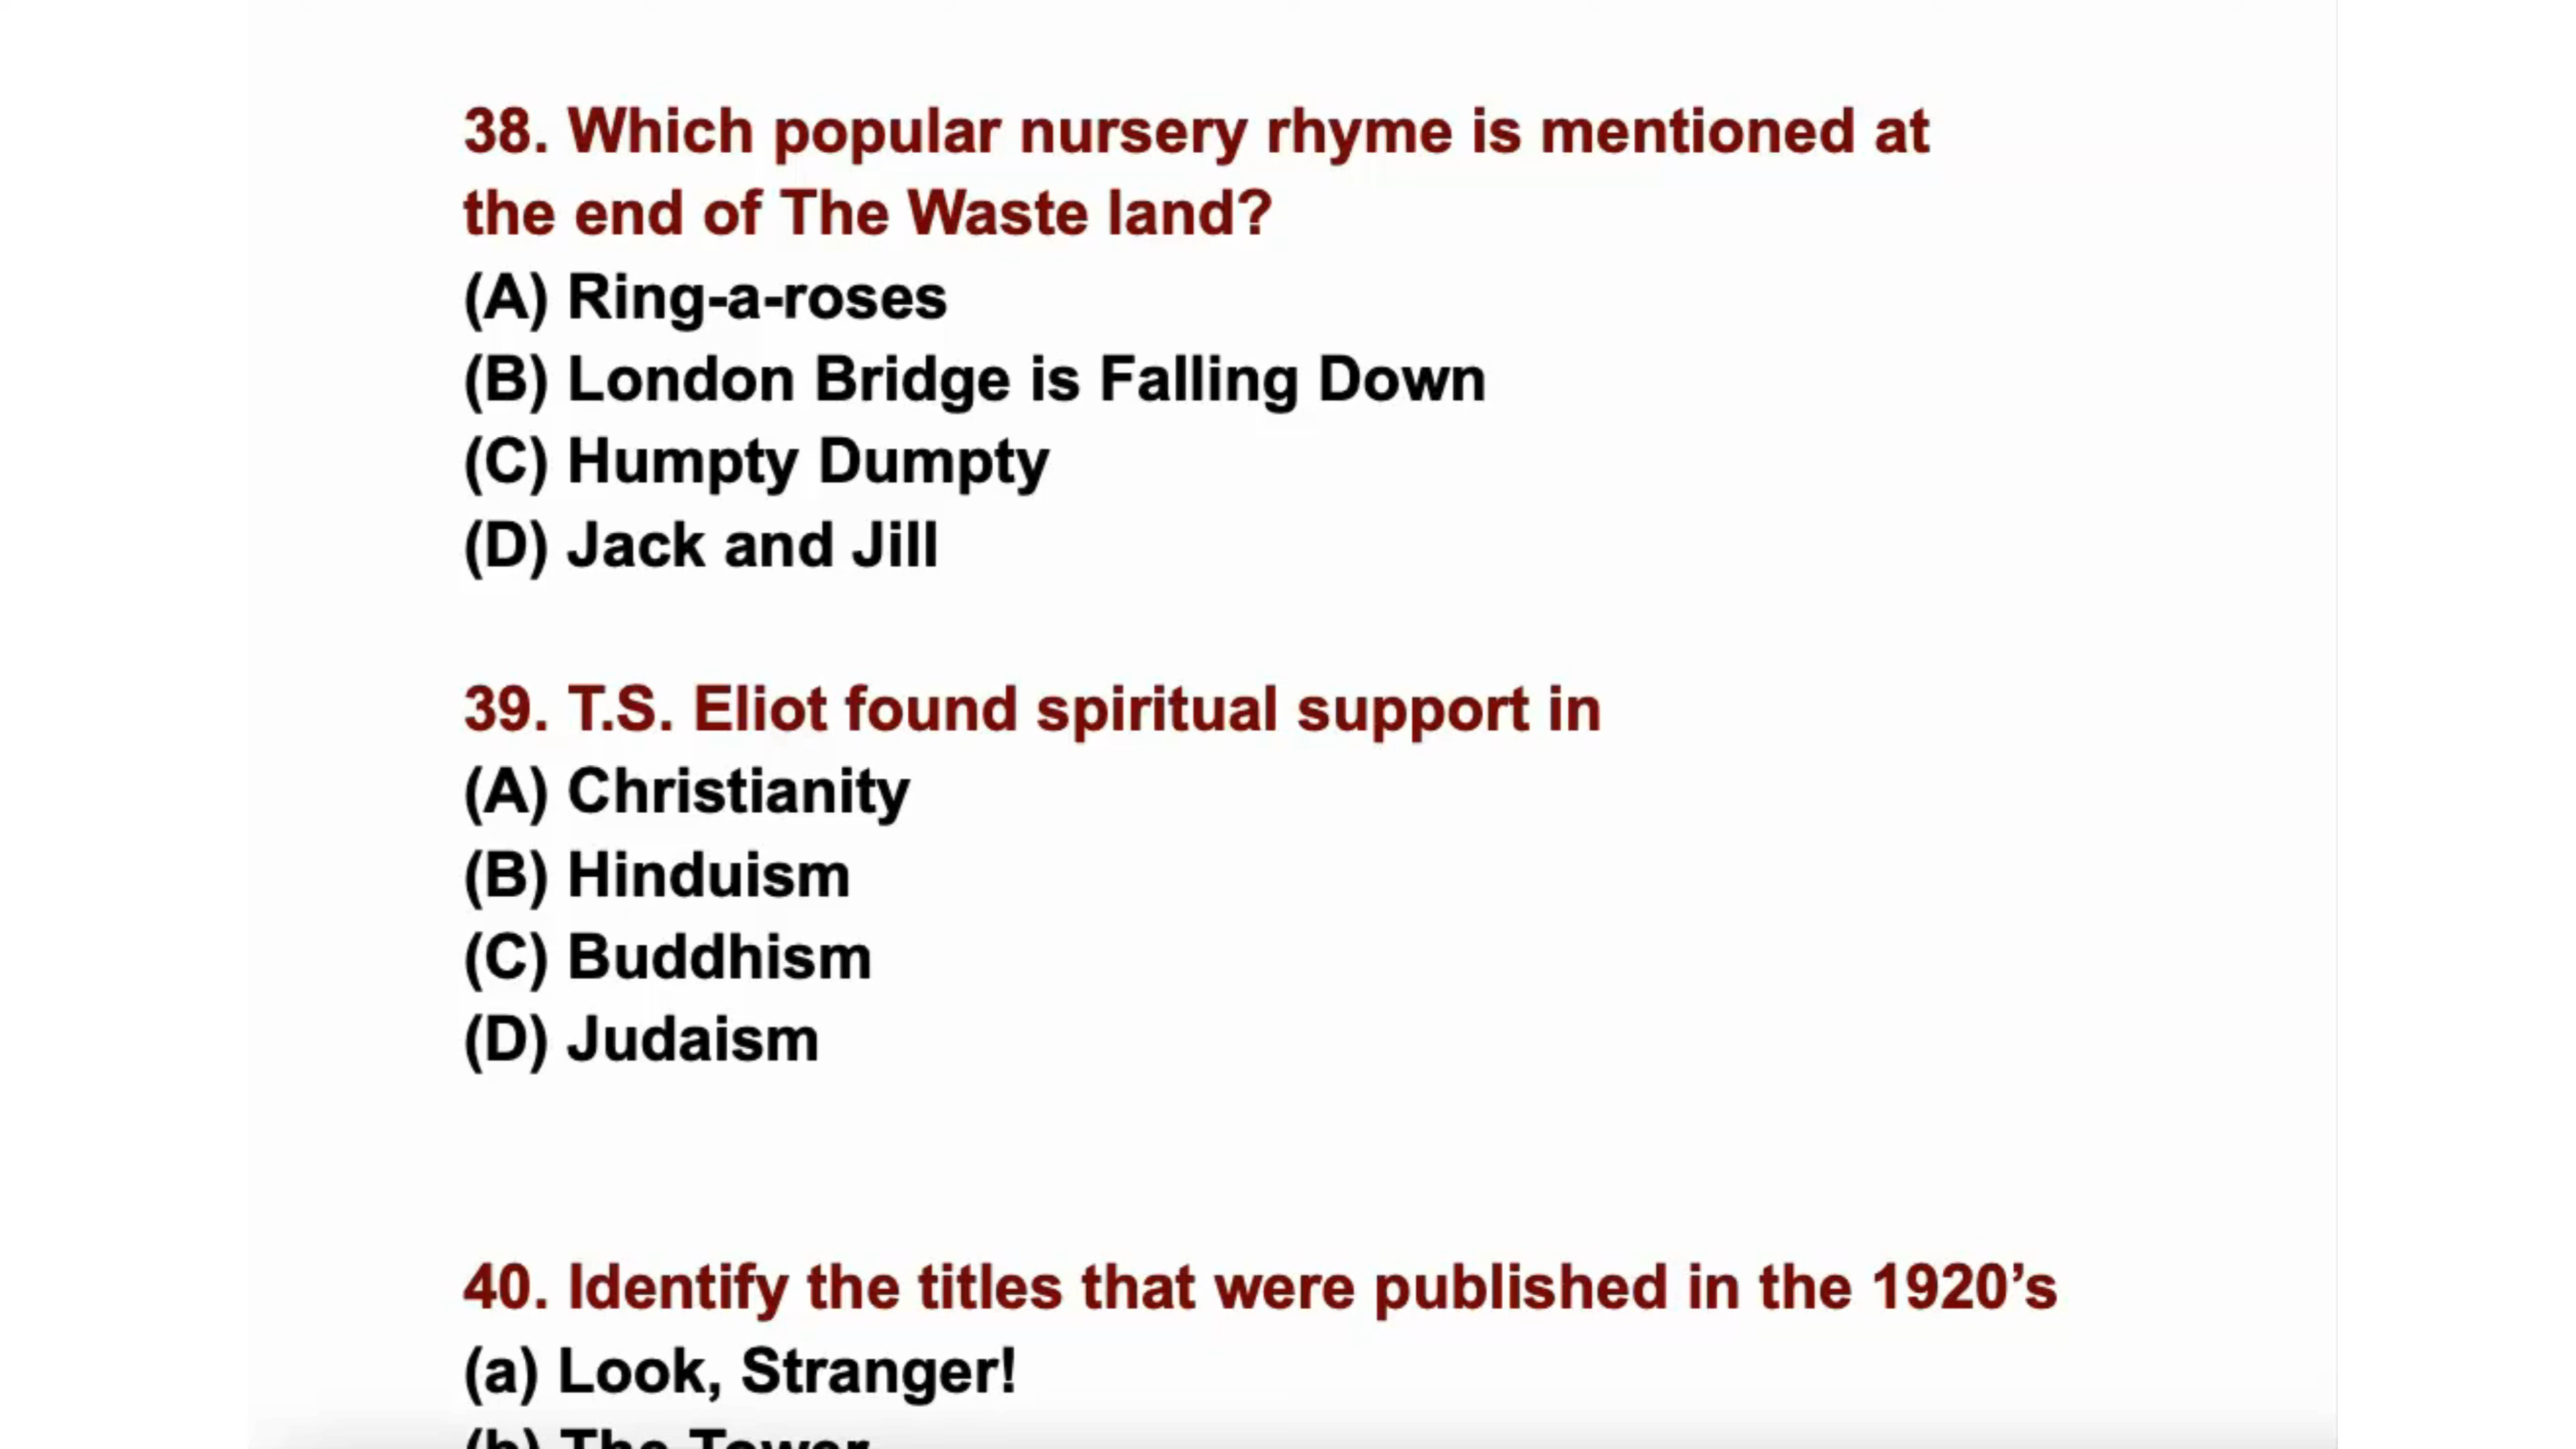 38. Which popular nursery rhyme is mentioned at
the end of The Waste land?
(A) Ring-a-roses
(B) London Bridge is Falling Down
(C) Humpty Dumpty
(D) Jack and Jill
39. T.S. Eliot found spiritual support in
(A) Christianity
(B) Hinduism
(C) Buddhism
(D) Judaism
40. Identify the titles that were published in the 1920’s
(a) Look, Stranger!
(b) The Tower